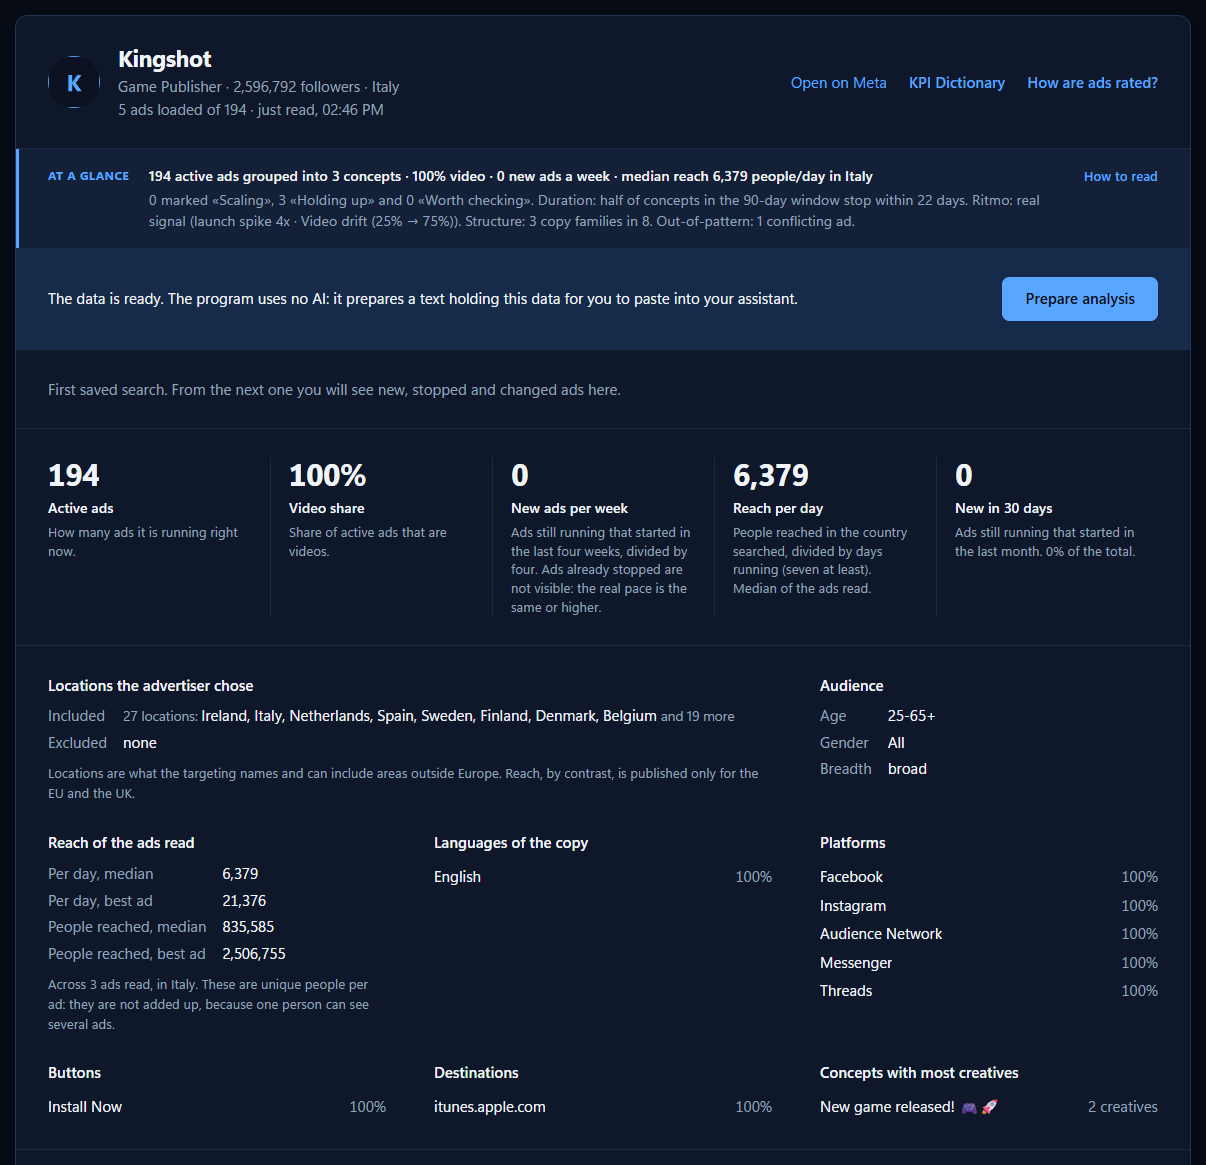 K
Kingshot
Game Publisher · 2,596,792 followers · Italy
5 ads loaded of 194 · just read, 02:46 PM
Open on Meta
KPI Dictionary
How are ads rated?
AT A GLANCE
194 active ads grouped into 3 concepts · 100% video · 0 new ads a week · median reach 6,379 people/day in Italy
How to read
0 marked «Scaling», 3 «Holding up» and 0 «Worth checking». Duration: half of concepts in the 90-day window stop within 22 days. Ritmo: real
signal (launch spike 4x · Video drift (25% → 75%)). Structure: 3 copy families in 8. Out-of-pattern: 1 conflicting ad.
The data is ready. The program uses no AI: it prepares a text holding this data for you to paste into your assistant.
Prepare analysis
First saved search. From the next one you will see new, stopped and changed ads here.
194
Active ads
How many ads it is running right
now.
100%
Video share
Share of active ads that are
videos.
0
New ads per week
Ads still running that started in
the last four weeks, divided by
four. Ads already stopped are
not visible: the real pace is the
same or higher.
6,379
Reach per day
People reached in the country
searched, divided by days
running (seven at least).
Median of the ads read.
0
New in 30 days
Ads still running that started in
the last month. 0% of the total.
Locations the advertiser chose
Included 27 locations: Ireland, Italy, Netherlands, Spain, Sweden, Finland, Denmark, Belgium and 19 more
Excluded none
Locations are what the targeting names and can include areas outside Europe. Reach, by contrast, is published only for the
EU and the UK.
Audience
Age 25-65+
Gender All
Breadth broad
Reach of the ads read
Per day, median 6,379
Per day, best ad 21,376
People reached, median 835,585
People reached, best ad 2,506,755
Across 3 ads read, in Italy. These are unique people per
ad: they are not added up, because one person can see
several ads.
Languages of the copy
English 100%
Platforms
Facebook 100%
Instagram 100%
Audience Network 100%
Messenger 100%
Threads 100%
Buttons
Install Now 100%
Destinations
itunes.apple.com 100%
Concepts with most creatives
New game released! 🎮 🚀 2 creatives